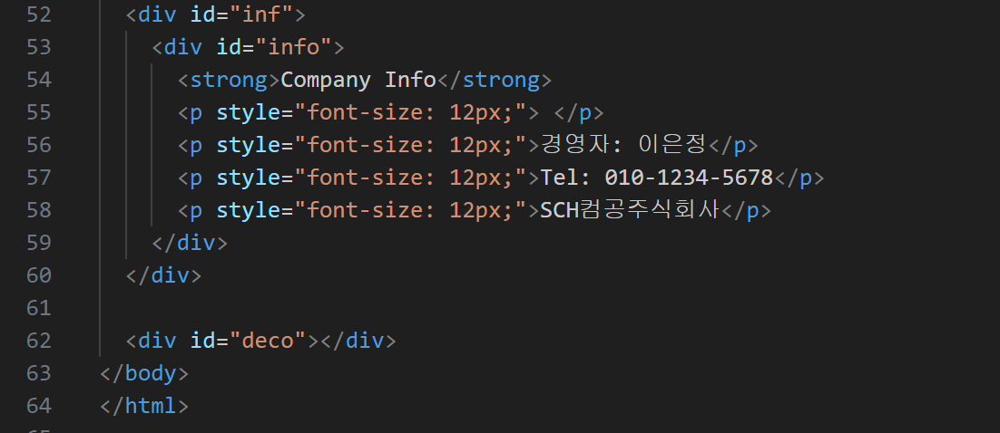 52 <div id="inf">
53 <div id="info">
54 <strong>Company Info</strong>
55 <p style="font-size: 12px;"> </p>
56 <p style="font-size: 12px;">경영자: 이은정</p>
57 <p style="font-size: 12px;">Tel: 010-1234-5678</p>
58 <p style="font-size: 12px;">SCH컴공주식회사</p>
59 </div>
60 </div>
61
62 <div id="deco"></div>
63 </body>
64 </html>